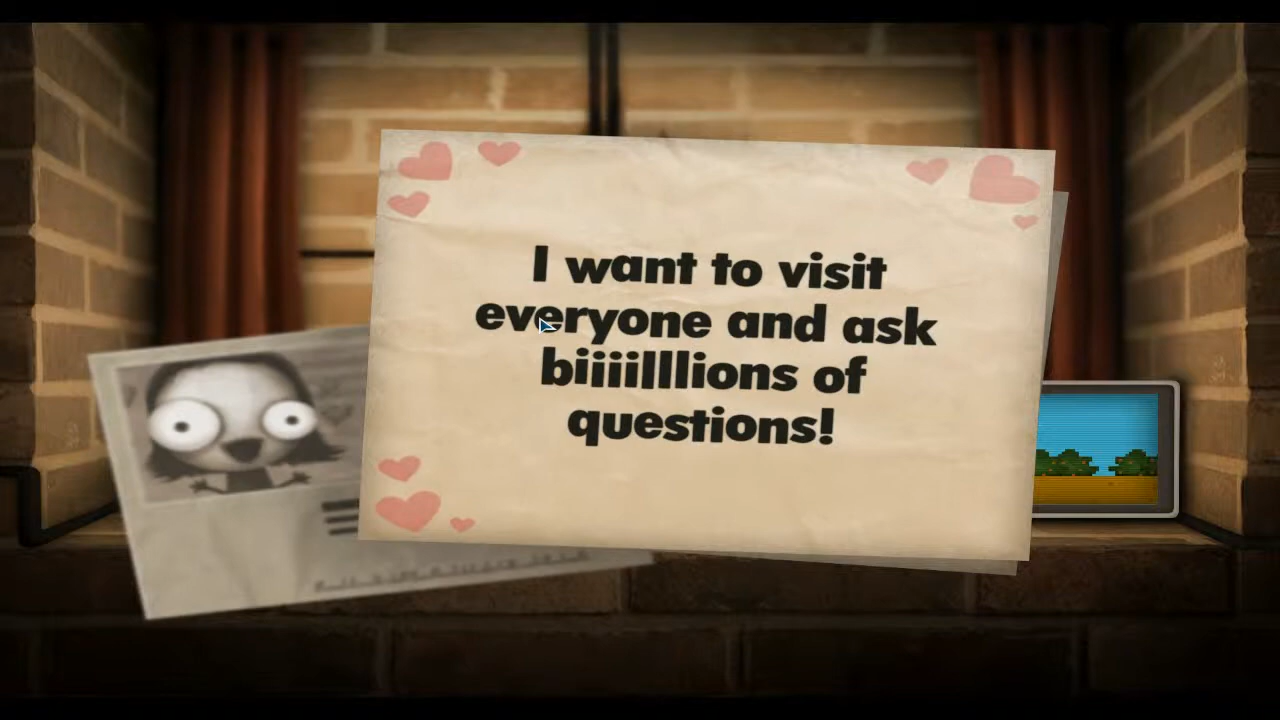 I want to visit
everyone and ask
biiiilllions of
questions!